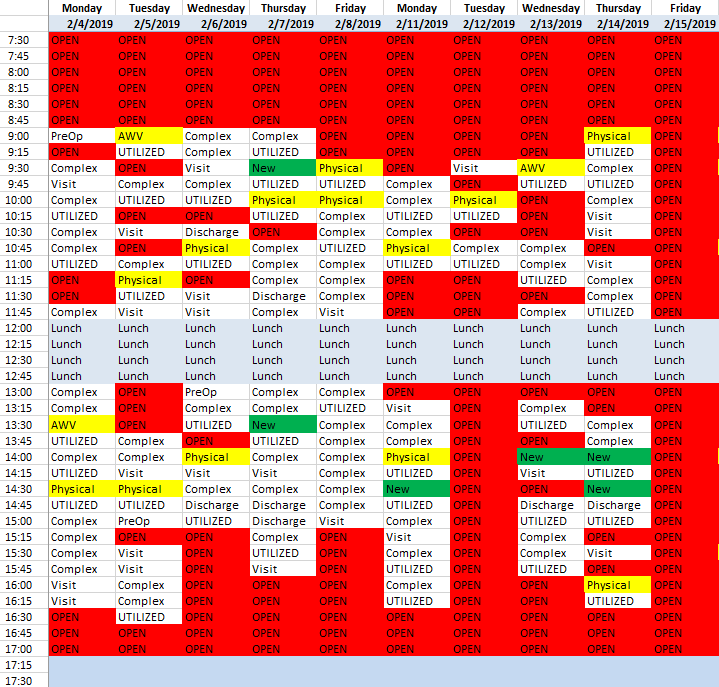 Monday Tuesday Wednesday Thursday Friday Monday Tuesday Wednesday Thursday Friday
2/4/2019 2/5/2019 2/6/2019 2/7/2019 2/8/2019 2/11/2019 2/12/2019 2/13/2019 2/14/2019 2/15/2019
7:30 OPEN OPEN OPEN OPEN OPEN OPEN OPEN OPEN OPEN OPEN
7:45 OPEN OPEN OPEN OPEN OPEN OPEN OPEN OPEN OPEN OPEN
8:00 OPEN OPEN OPEN OPEN OPEN OPEN OPEN OPEN OPEN OPEN
8:15 OPEN OPEN OPEN OPEN OPEN OPEN OPEN OPEN OPEN OPEN
8:30 OPEN OPEN OPEN OPEN OPEN OPEN OPEN OPEN OPEN OPEN
8:45 OPEN OPEN OPEN OPEN OPEN OPEN OPEN OPEN OPEN OPEN
9:00 PreOp AWV Complex Complex OPEN OPEN OPEN OPEN Physical OPEN
9:15 OPEN UTILIZED Complex UTILIZED OPEN OPEN OPEN OPEN UTILIZED OPEN
9:30 Complex OPEN Visit New Physical OPEN Visit AWV Complex OPEN
9:45 Visit Complex Complex UTILIZED UTILIZED Complex OPEN UTILIZED UTILIZED OPEN
10:00 Complex UTILIZED UTILIZED Physical Physical Complex Physical OPEN Complex OPEN
10:15 UTILIZED OPEN OPEN UTILIZED Complex UTILIZED UTILIZED OPEN Visit OPEN
10:30 Complex Visit Discharge OPEN Complex Complex OPEN OPEN Visit OPEN
10:45 Complex OPEN Physical Complex UTILIZED Physical Complex Complex OPEN OPEN
11:00 UTILIZED Complex UTILIZED Complex Complex UTILIZED UTILIZED Complex Visit OPEN
11:15 OPEN Physical OPEN Complex Complex OPEN OPEN UTILIZED Complex OPEN
11:30 OPEN UTILIZED Visit Discharge Complex OPEN OPEN OPEN Complex OPEN
11:45 Complex Visit Visit Complex Visit OPEN OPEN Complex UTILIZED OPEN
12:00 Lunch Lunch Lunch Lunch Lunch Lunch Lunch Lunch Lunch Lunch
12:15 Lunch Lunch Lunch Lunch Lunch Lunch Lunch Lunch Lunch Lunch
12:30 Lunch Lunch Lunch Lunch Lunch Lunch Lunch Lunch Lunch Lunch
12:45 Lunch Lunch Lunch Lunch Lunch Lunch Lunch Lunch Lunch Lunch
13:00 Complex OPEN PreOp Complex Complex OPEN OPEN OPEN OPEN OPEN
13:15 Complex OPEN Complex Complex UTILIZED Visit OPEN Complex OPEN OPEN
13:30 AWV OPEN UTILIZED New Complex Complex OPEN UTILIZED Complex OPEN
13:45 UTILIZED Complex OPEN UTILIZED Complex Complex OPEN OPEN Complex OPEN
14:00 Complex Complex Physical Complex Complex Physical OPEN New New OPEN
14:15 UTILIZED Visit Visit Visit Complex UTILIZED OPEN Visit UTILIZED OPEN
14:30 Physical Physical Complex Complex Complex New OPEN OPEN New OPEN
14:45 UTILIZED UTILIZED Discharge Discharge Complex UTILIZED OPEN Discharge Discharge OPEN
15:00 Complex PreOp UTILIZED Discharge Visit Complex OPEN UTILIZED UTILIZED OPEN
15:15 Complex OPEN OPEN Complex OPEN Visit OPEN Complex OPEN OPEN
15:30 Complex Visit OPEN UTILIZED OPEN Complex OPEN Complex Visit OPEN
15:45 Complex Visit OPEN Visit OPEN Complex OPEN UTILIZED OPEN OPEN
16:00 Visit Complex OPEN OPEN OPEN Complex OPEN OPEN Physical OPEN
16:15 Visit Complex OPEN OPEN OPEN UTILIZED OPEN OPEN UTILIZED OPEN
16:30 OPEN UTILIZED OPEN OPEN OPEN OPEN OPEN OPEN OPEN OPEN
16:45 OPEN OPEN OPEN OPEN OPEN OPEN OPEN OPEN OPEN OPEN
17:00 OPEN OPEN OPEN OPEN OPEN OPEN OPEN OPEN OPEN OPEN
17:15
17:30